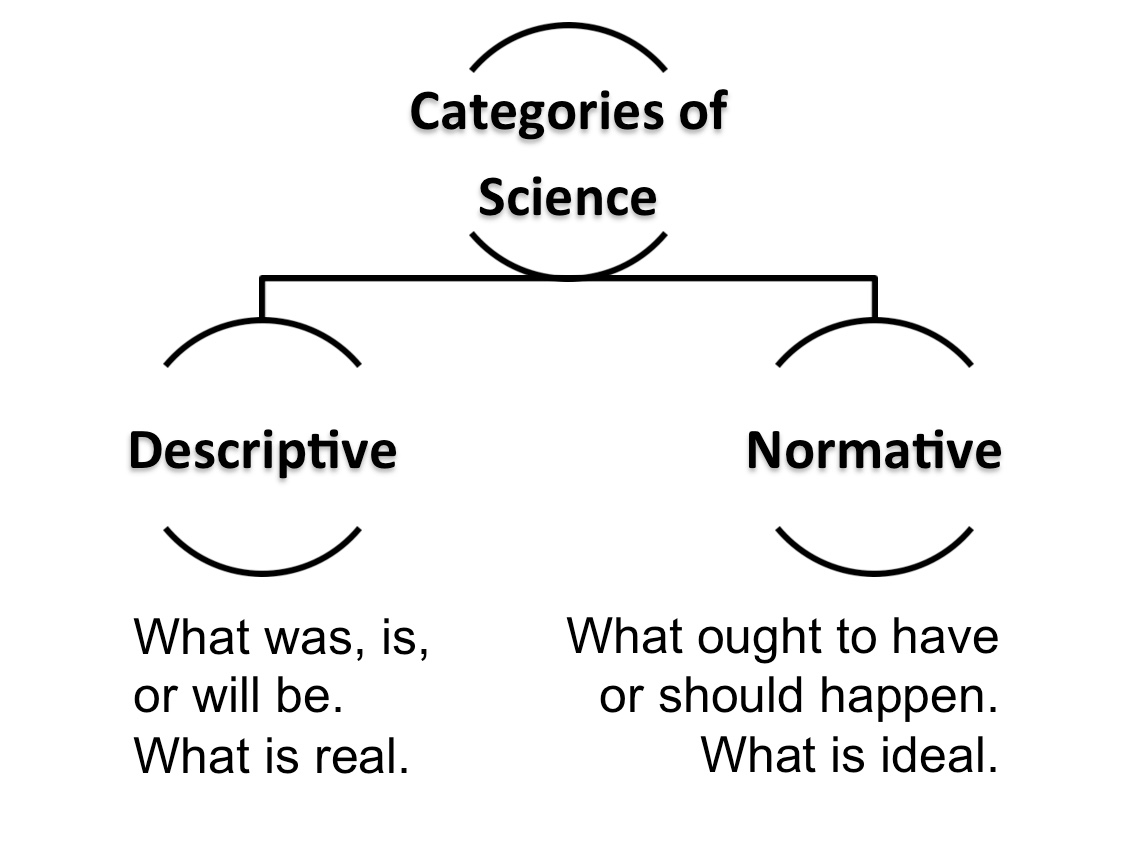 Categories of
Science
Descriptive
Normative
What was, is,
or will be.
What is real.
What ought to have
or should happen.
What is ideal.